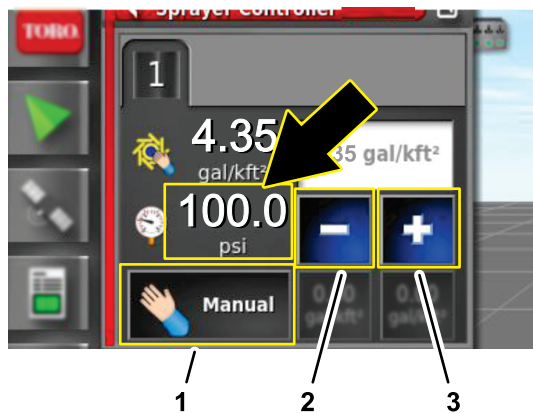 Sprayer Controller
TORO
1
4.35
gal/kft²
35 gal/kft²
100.0
psi
Manual
1
2
3